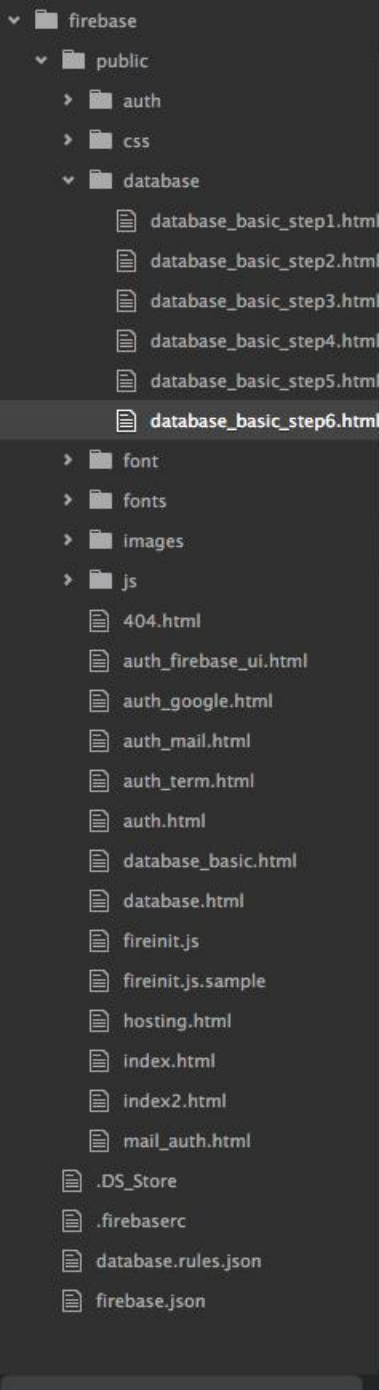 firebase
public
auth
css
database
database_basic_step1.html
database_basic_step2.html
database_basic_step3.html
database_basic_step4.html
database_basic_step5.html
database_basic_step6.html
font
fonts
images
js
404.html
auth_firebase_ui.html
auth_google.html
auth_mail.html
auth_term.html
auth.html
database_basic.html
database.html
fireinit.js
fireinit.js.sample
hosting.html
index.html
index2.html
mail_auth.html
.DS_Store
.firebaserc
database.rules.json
firebase.json